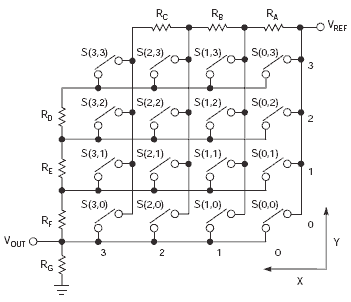 RC RB RA VREF
S(3,3) S(2,3) S(1,3) S(0,3) 3
RD S(3,2) S(2,2) S(1,2) S(0,2) 2
RE S(3,1) S(2,1) S(1,1) S(0,1) 1
RF S(3,0) S(2,0) S(1,0) S(0,0) 0
VOUT 3 2 1 0 Y
RG X